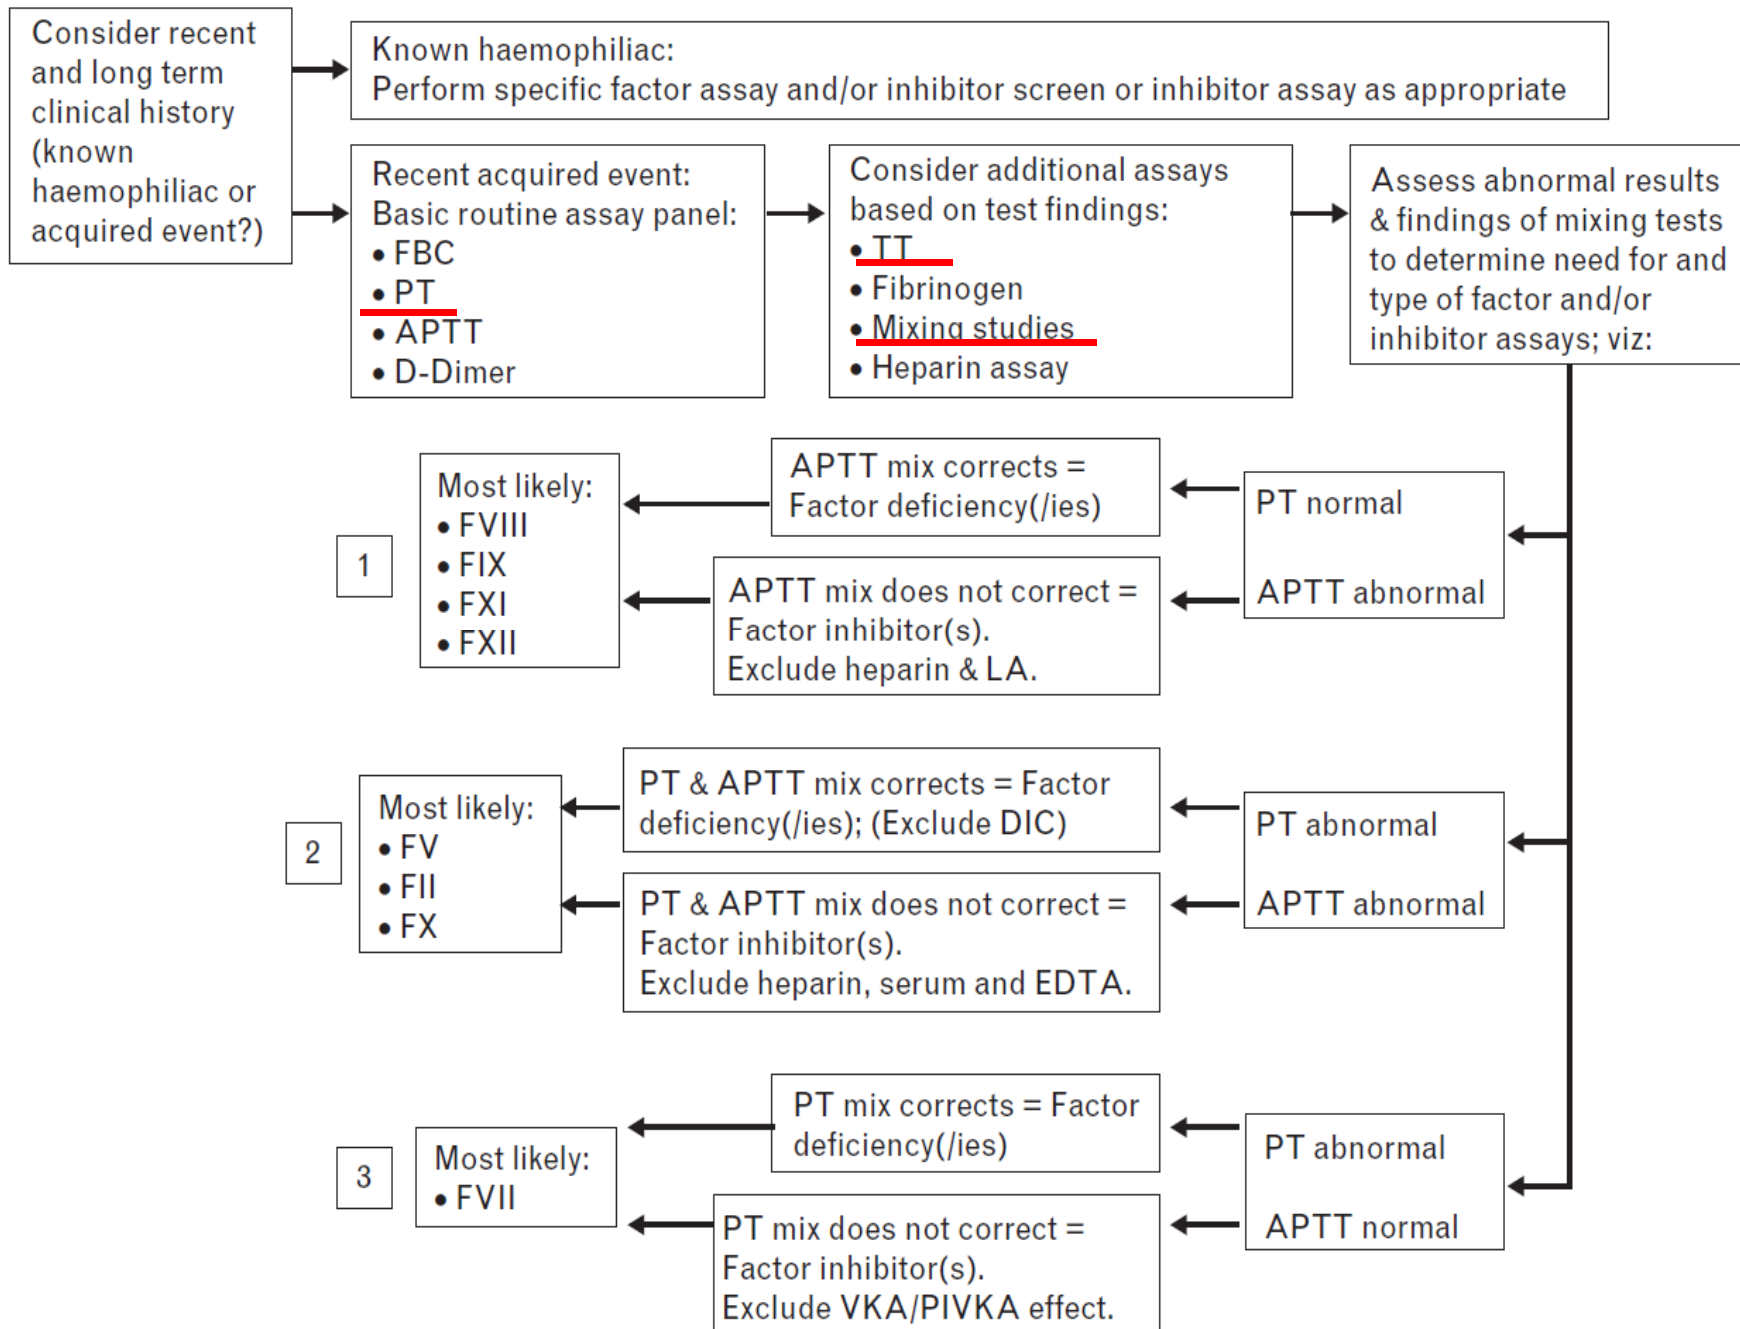 Consider recent
and long term
clinical history
(known
haemophiliac or
acquired event?)
Known haemophiliac:
Perform specific factor assay and/or inhibitor screen or inhibitor assay as appropriate
Recent acquired event:
Basic routine assay panel:
• FBC
• PT
• APTT
• D-Dimer
Consider additional assays
based on test findings:
• TT
• Fibrinogen
• Mixing studies
• Heparin assay
Assess abnormal results
& findings of mixing tests
to determine need for and
type of factor and/or
inhibitor assays; viz:
1
Most likely:
• FVIII
• FIX
• FXI
• FXII
APTT mix corrects =
Factor deficiency(/ies)
APTT mix does not correct =
Factor inhibitor(s).
Exclude heparin & LA.
PT normal
APTT abnormal
2
Most likely:
• FV
• FII
• FX
PT & APTT mix corrects = Factor
deficiency(/ies); (Exclude DIC)
PT & APTT mix does not correct =
Factor inhibitor(s).
Exclude heparin, serum and EDTA.
PT abnormal
APTT abnormal
3
Most likely:
• FVII
PT mix corrects = Factor
deficiency(/ies)
PT mix does not correct =
Factor inhibitor(s).
Exclude VKA/PIVKA effect.
PT abnormal
APTT normal